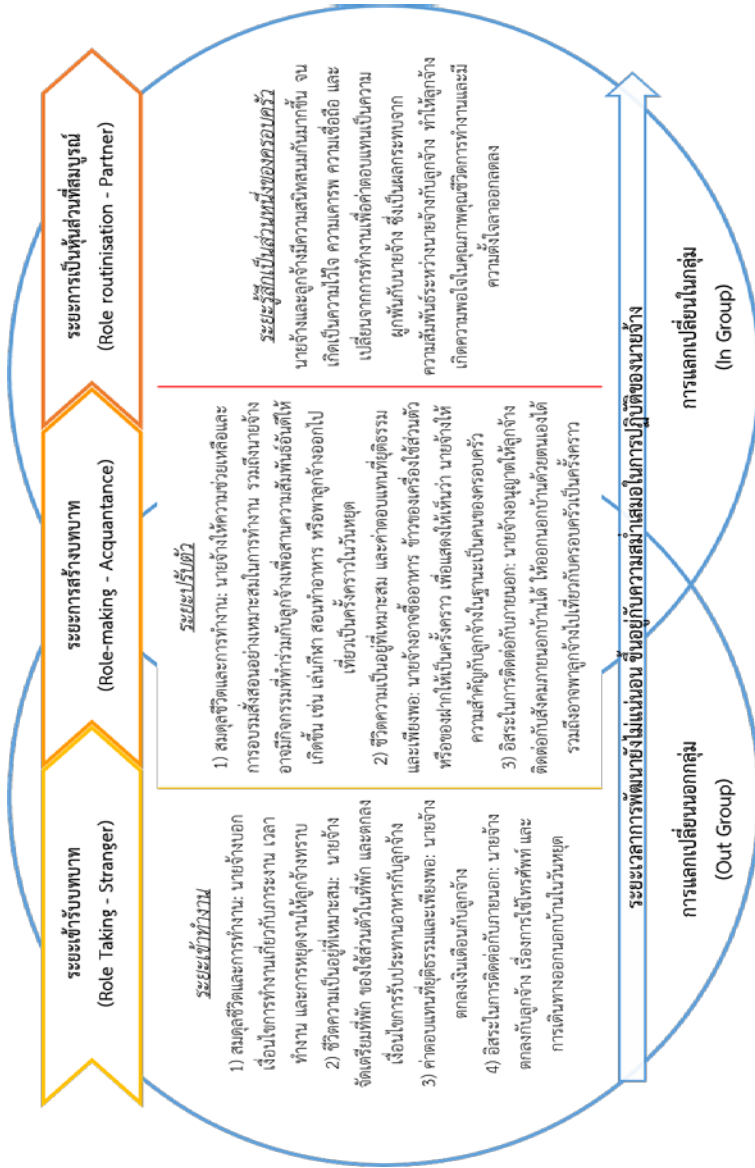 ระยะเข้ารับบทบาท
(Role Taking - Stranger)
ระยะการสร้างบทบาท
(Role-making - Acquantance)
ระยะการเป็นหุ้นส่วนที่สมบูรณ์
(Role routinisation - Partner)
ระยะเข้าทำงาน
1) สมดุลชีวิตและการทำงาน: นายจ้างบอก
เงื่อนไขการทำงานเกี่ยวกับภาระงาน เวลา
ทำงาน และการหยุดงานให้ลูกจ้างทราบ
2) ชีวิตความเป็นอยู่ที่เหมาะสม: นายจ้าง
จัดเตรียมที่พัก ของใช้ส่วนตัวในที่พัก และตกลง
เงื่อนไขการรับประทานอาหารกับลูกจ้าง
3) ค่าตอบแทนที่ยุติธรรมและเพียงพอ: นายจ้าง
ตกลงเงินเดือนกับลูกจ้าง
4) อิสระในการติดต่อกับภายนอก: นายจ้าง
ตกลงกับลูกจ้าง เรื่องการใช้โทรศัพท์ และ
การเดินทางออกนอกบ้านในวันหยุด
ระยะปรับตัว
1) สมดุลชีวิตและการทำงาน: นายจ้างให้ความช่วยเหลือและ
การอบรมสั่งสอนอย่างเหมาะสมในการทำงาน รวมถึงนายจ้าง
อาจมีกิจกรรมที่ทำร่วมกับลูกจ้างเพื่อสานความสัมพันธ์อันดีให้
เกิดขึ้น เช่น เล่นกีฬา สอนทำอาหาร หรือพาลูกจ้างออกไป
เที่ยวเป็นครั้งคราวในวันหยุด
2) ชีวิตความเป็นอยู่ที่เหมาะสม และค่าตอบแทนที่ยุติธรรม
และเพียงพอ: นายจ้างอาจซื้ออาหาร ข้าวของเครื่องใช้ส่วนตัว
หรือของฝากให้เป็นครั้งคราว เพื่อแสดงให้เห็นว่า นายจ้างให้
ความสำคัญกับลูกจ้างในฐานะเป็นคนของครอบครัว
3) อิสระในการติดต่อกับภายนอก: นายจ้างอนุญาตให้ลูกจ้าง
ติดต่อกับสังคมภายนอกบ้านได้ ให้ออกนอกบ้านด้วยตนเองได้
รวมถึงอาจพาลูกจ้างไปเที่ยวกับครอบครัวเป็นครั้งคราว
ระยะรู้สึกเป็นส่วนหนึ่งของครอบครัว
นายจ้างและลูกจ้างมีความสนิทสนมกันมากขึ้น จน
เกิดเป็นความไว้ใจ ความเคารพ ความเชื่อถือ และ
เปลี่ยนจากการทำงานเพื่อค่าตอบแทนเป็นความ
ผูกพันกับนายจ้าง ซึ่งเป็นผลกระทบจาก
ความสัมพันธ์ระหว่างนายจ้างกับลูกจ้าง ทำให้ลูกจ้าง
เกิดความพอใจในคุณภาพคุณชีวิตการทำงานและมี
ความตั้งใจลาออกลดลง
ระยะเวลาการพัฒนายังไม่แน่นอน ขึ้นอยู่กับความสม่ำเสมอในการปฏิบัติของนายจ้าง
การแลกเปลี่ยนนอกกลุ่ม
(Out Group)
การแลกเปลี่ยนในกลุ่ม
(In Group)